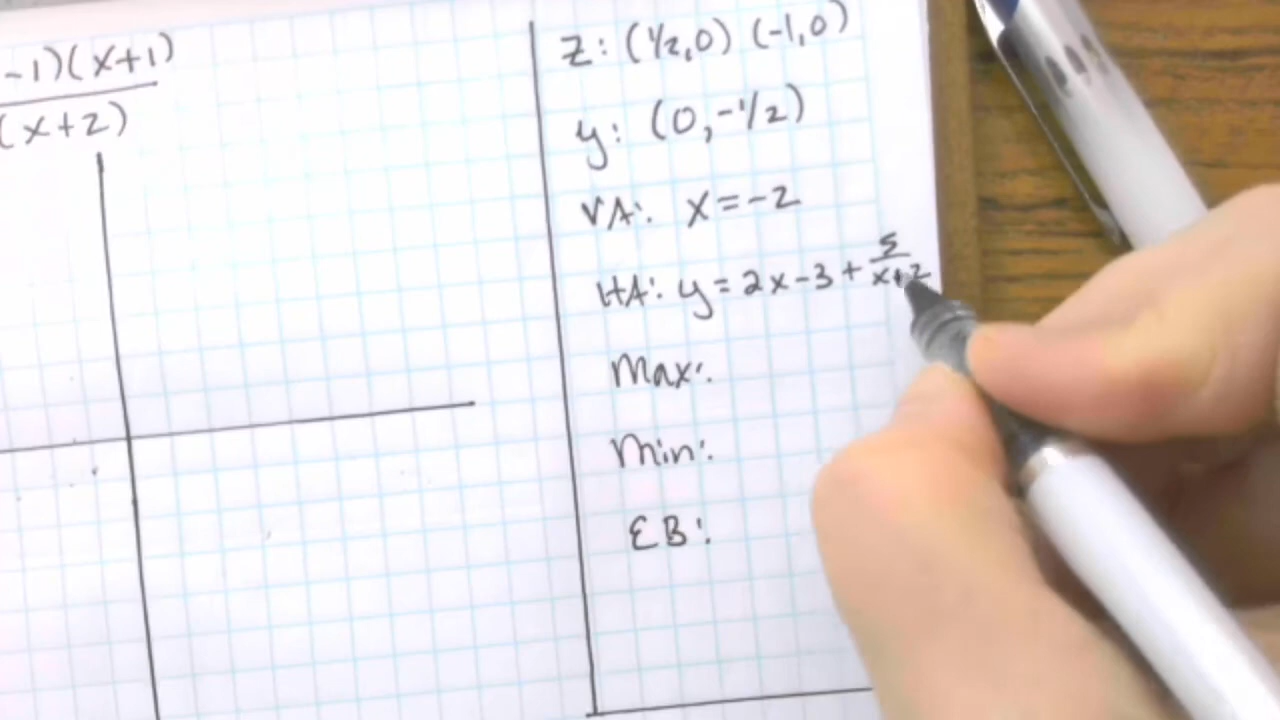 -1)(x+1)
(x+2)
Z: (1/2,0) (-1,0)
y: (0,-1/2)
VA: x=-2
HA: y=2x-3+5/x+2
Max:
Min:
EB: